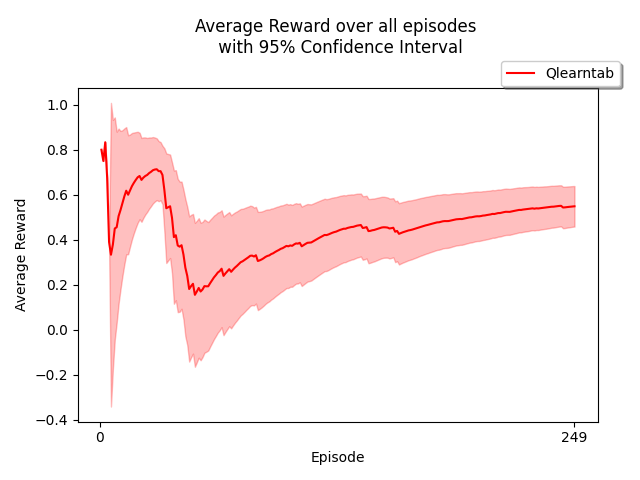 Average Reward over all episodes
with 95% Confidence Interval
Qlearntab
1.0
0.8
0.6
0.4
0.2
0.0
−0.2
−0.4
Average Reward
0
249
Episode